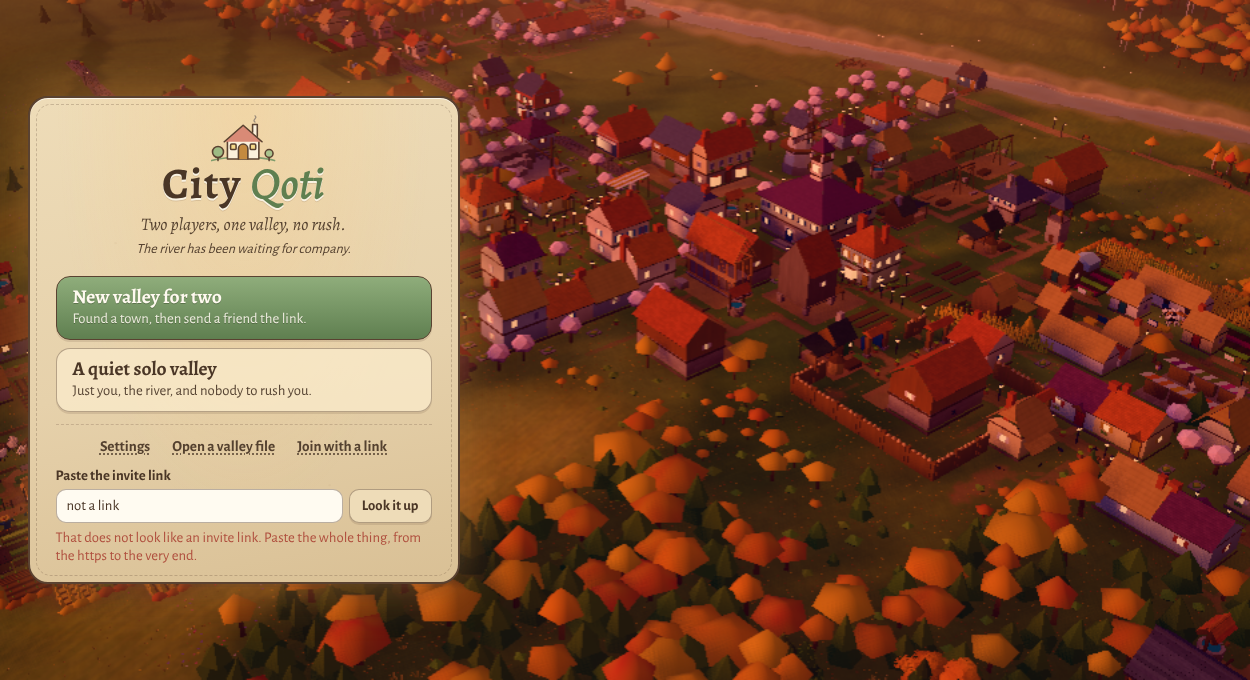 City Qoti
Two players, one valley, no rush.
The river has been waiting for company.
New valley for two
Found a town, then send a friend the link.
A quiet solo valley
Just you, the river, and nobody to rush you.
Settings Open a valley file Join with a link
Paste the invite link
not a link Look it up
That does not look like an invite link. Paste the whole thing, from
the https to the very end.